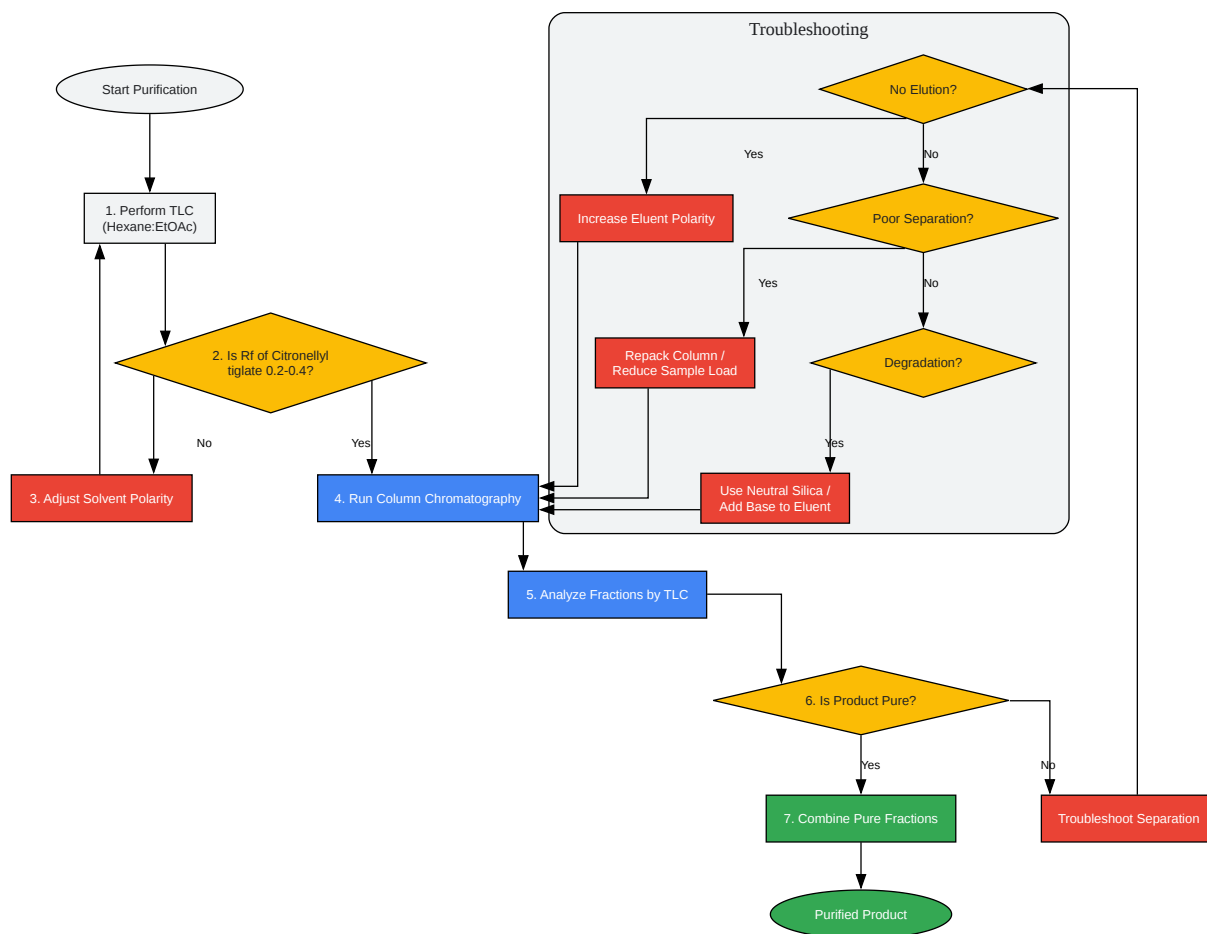 Troubleshooting
Start Purification
No Elution?
Yes
No
1. Perform TLC
(Hexane:EtOAc)
Increase Eluent Polarity
Poor Separation?
Yes
No
2. Is Rf of Citronellyl
tiglate 0.2-0.4?
Repack Column /
Reduce Sample Load
Degradation?
No
Yes
Yes
3. Adjust Solvent Polarity
4. Run Column Chromatography
Use Neutral Silica /
Add Base to Eluent
5. Analyze Fractions by TLC
6. Is Product Pure?
Yes
No
7. Combine Pure Fractions
Troubleshoot Separation
Purified Product